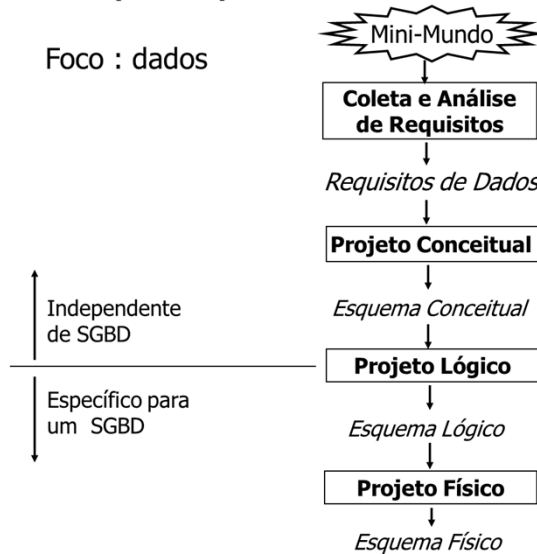 Mini-Mundo
Foco : dados
Coleta e Análise
de Requisitos
Requisitos de Dados
Projeto Conceitual
Independente
de SGBD
Esquema Conceitual
Projeto Lógico
Específico para
um SGBD
Esquema Lógico
Projeto Físico
Esquema Físico